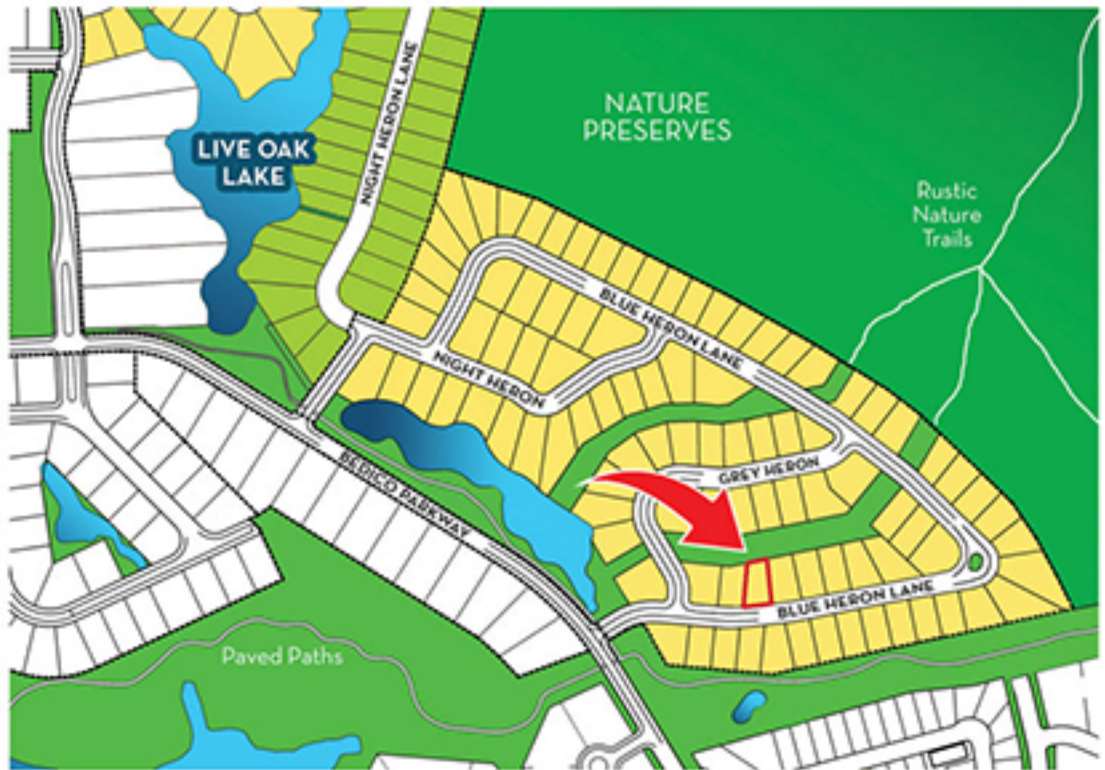 NATURE
PRESERVES
LIVE OAK
LAKE
NIGHT HERON LANE
Rustic
Nature
Trails
BLUE HERON LANE
NIGHT HERON
GREY HERON
BEDICO PARKWAY
BLUE HERON LANE
Paved Paths